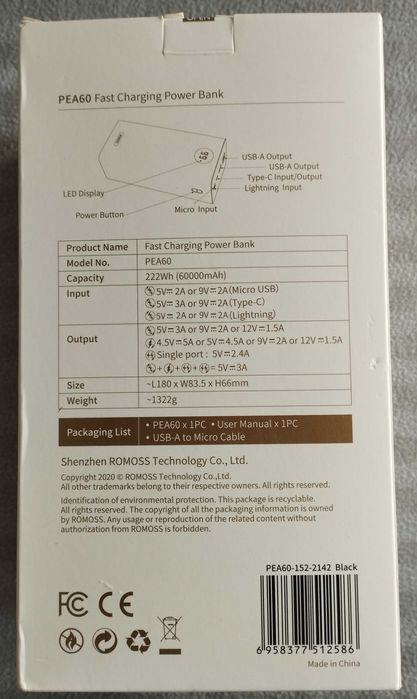 OPEN
PEA60 Fast Charging Power Bank
USB-A Output
USB-A Output
Type-C Input/Output
Lightning Input
LED Display
Power Button
Micro Input
Product Name Fast Charging Power Bank
Model No. PEA60
Capacity 222Wh (60000mAh)
Input 5V⎓2A or 9V⎓2A(Micro USB)
5V⎓3A or 9V⎓2A(Type-C)
5V⎓2A or 9V⎓2A(Lightning)
Output 5V⎓3A or 9V⎓2A or 12V⎓1.5A
4.5V⎓5A or 5V⎓4.5A or 9V⎓2A or 12V⎓1.5A
Single port : 5V⎓2.4A
+ + + = 5V⎓3A
Size ~L180 x W83.5 x H66mm
Weight ~1322g
Packaging List • PEA60 x 1PC • User Manual x 1PC
• USB-A to Micro Cable
Shenzhen ROMOSS Technology Co., Ltd.
Copyright 2020 © ROMOSS Technology Co.,Ltd.
All other trademarks belong to their respective owners. All rights reserved.
Identification of environmental protection. This package is recyclable.
All rights reserved. The copyright of all the packaging information is owned
by ROMOSS. Any usage or reproduction of the related content without
authorization from ROMOSS is forbidden.
PEA60-152-2142 Black
FC CE
6 958377 512586
Made in China